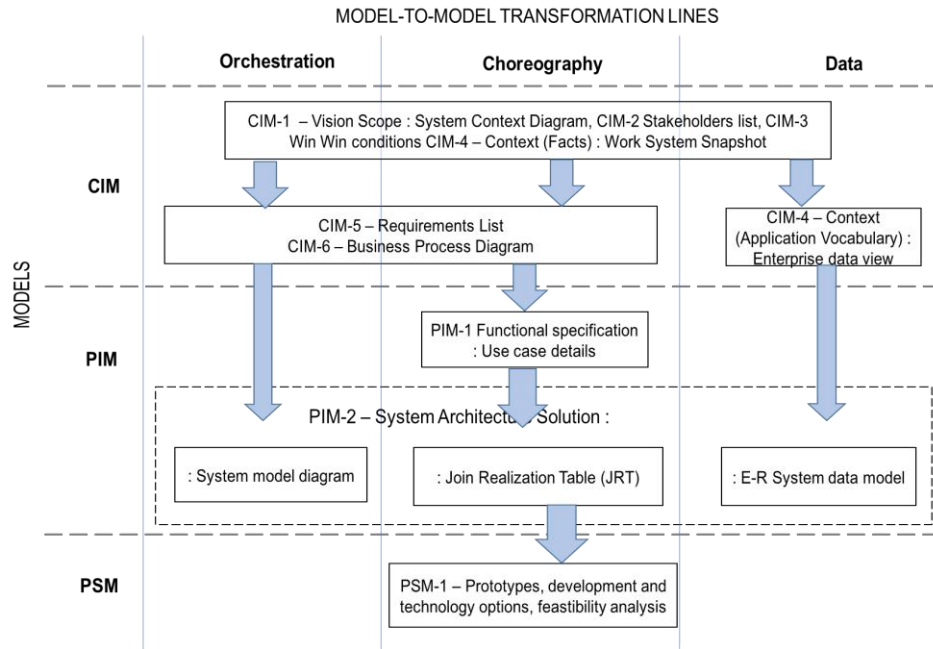 MODEL-TO-MODEL TRANSFORMATION LINES
Orchestration
Choreography
Data
CIM-1 – Vision Scope : System Context Diagram, CIM-2 Stakeholders list, CIM-3
Win Win conditions CIM-4 – Context (Facts) : Work System Snapshot
CIM
CIM-5 – Requirements List
CIM-6 – Business Process Diagram
CIM-4 – Context
(Application Vocabulary) :
Enterprise data view
MODELS
PIM
PIM-1 Functional specification
: Use case details
PIM-2 – System Architecture Solution :
: System model diagram
: Join Realization Table (JRT)
: E-R System data model
PSM
PSM-1 – Prototypes, development and
technology options, feastibility analysis